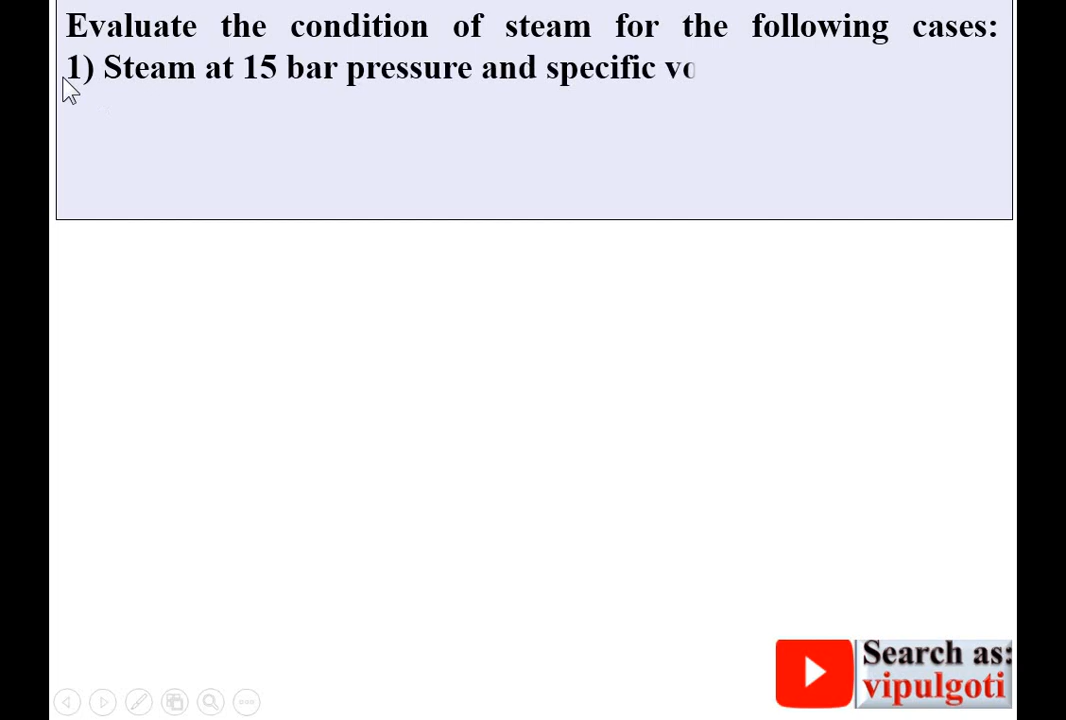 Evaluate the condition of steam for the following cases:
1) Steam at 15 bar pressure and specific
Search as:
vipulgoti